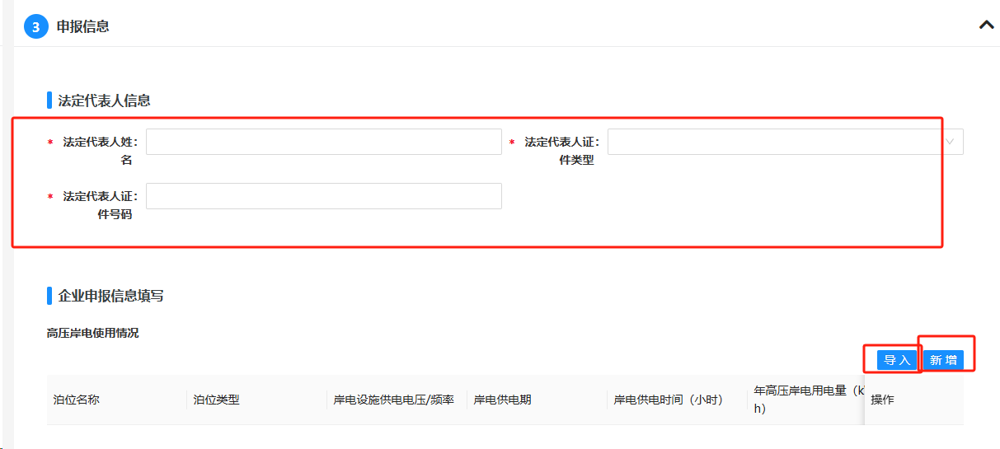 3 申报信息
法定代表人信息
* 法定代表人姓名: * 法定代表人证件类型:
* 法定代表人证件号码:
企业申报信息填写
高压岸电使用情况
导入 新增
泊位名称 泊位类型 岸电设施供电电压/频率 岸电供电期 岸电供电时间（小时） 年高压岸电用电量（k 操作
h）